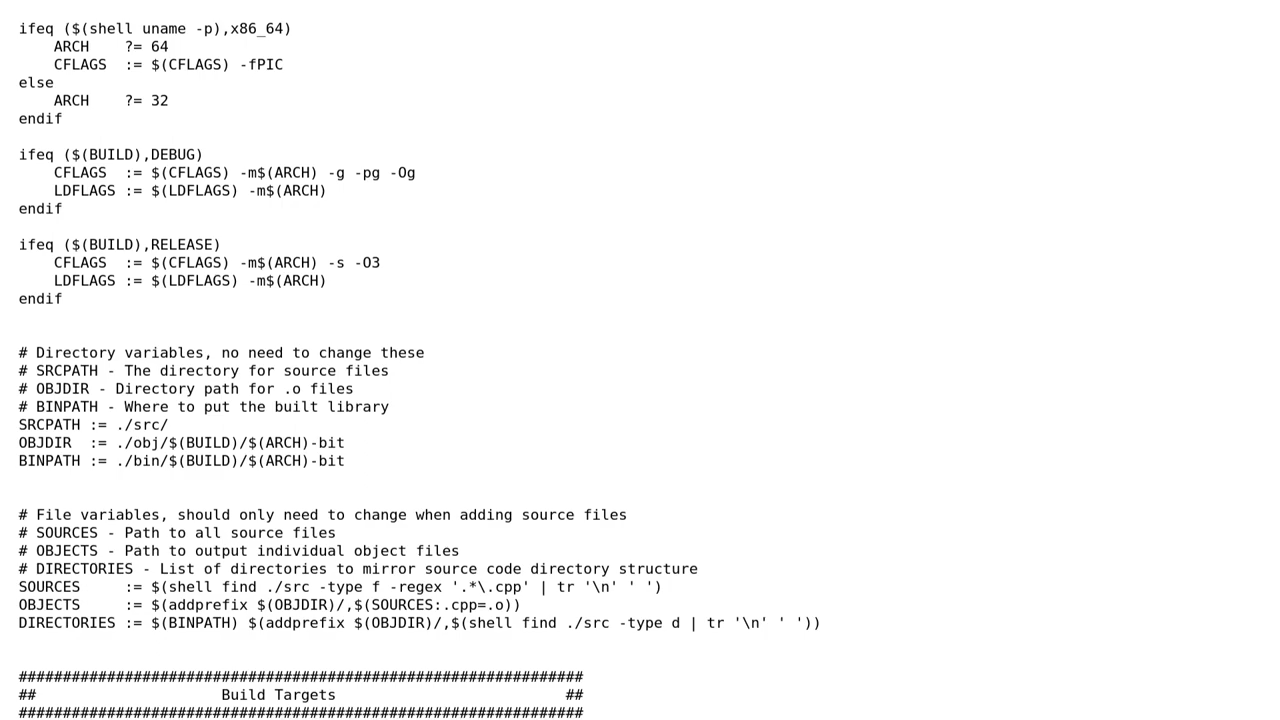 ifeq ($(shell uname -p),x86_64)
    ARCH    ?= 64
    CFLAGS  := $(CFLAGS) -fPIC
else
    ARCH    ?= 32
endif

ifeq ($(BUILD),DEBUG)
    CFLAGS  := $(CFLAGS) -m$(ARCH) -g -pg -Og
    LDFLAGS := $(LDFLAGS) -m$(ARCH)
endif

ifeq ($(BUILD),RELEASE)
    CFLAGS  := $(CFLAGS) -m$(ARCH) -s -O3
    LDFLAGS := $(LDFLAGS) -m$(ARCH)
endif


# Directory variables, no need to change these
# SRCPATH - The directory for source files
# OBJDIR - Directory path for .o files
# BINPATH - Where to put the built library
SRCPATH := ./src/
OBJDIR  := ./obj/$(BUILD)/$(ARCH)-bit
BINPATH := ./bin/$(BUILD)/$(ARCH)-bit


# File variables, should only need to change when adding source files
# SOURCES - Path to all source files
# OBJECTS - Path to output individual object files
# DIRECTORIES - List of directories to mirror source code directory structure
SOURCES     := $(shell find ./src -type f -regex '.*\.cpp' | tr '\n' ' ')
OBJECTS     := $(addprefix $(OBJDIR)/,$(SOURCES:.cpp=.o))
DIRECTORIES := $(BINPATH) $(addprefix $(OBJDIR)/,$(shell find ./src -type d | tr '\n' ' '))


################################################################
##                     Build Targets                          ##
################################################################